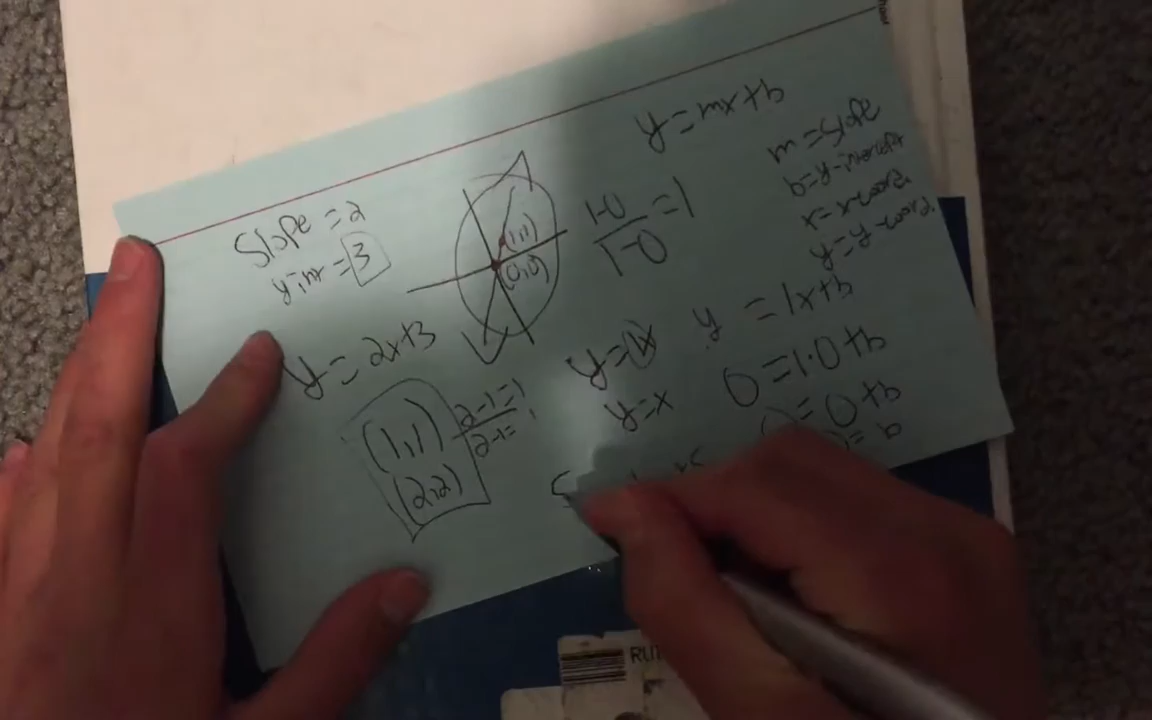 y = mx + b
m = slope
b = y-intercept
x = x-coord.
y = y-coord.
Slope = 2
y-int = 3
y = 2x+3
(1,1)
(0,0)
1-0
1-0
= 1
y = 1x + b
0 = 1·0 + b
= 0 + b
= b
y = 1x
y = x
(1,1)
(2,2)
2-1 = 1
2-1 =
RU